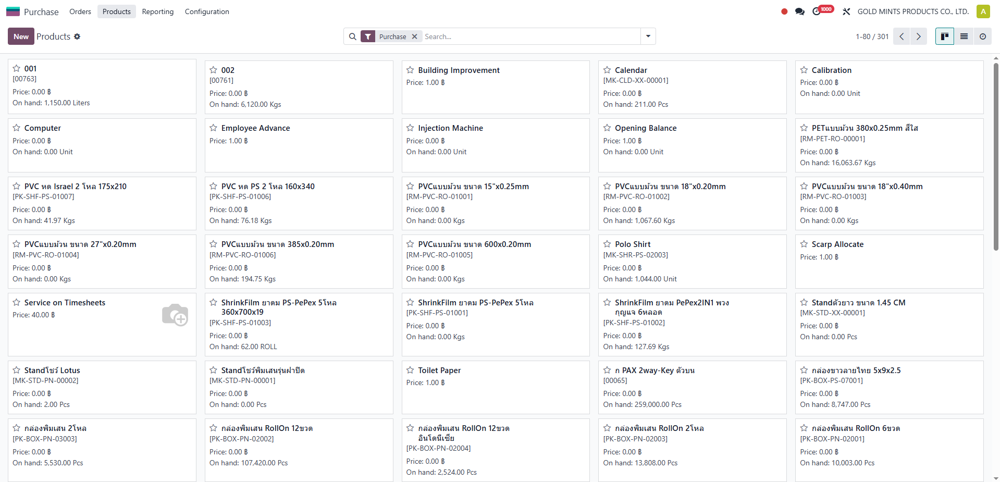 Purchase Orders Products Reporting Configuration
1000 GOLD MINTS PRODUCTS CO., LTD. A
New Products Purchase Search... 1-80 / 301
001
[00763]
Price: 0.00 ฿
On hand: 1,150.00 Liters
002
[00761]
Price: 0.00 ฿
On hand: 6,120.00 Kgs
Building Improvement
Price: 1.00 ฿
Calendar
[MK-CLD-XX-00001]
Price: 0.00 ฿
On hand: 211.00 Pcs
Calibration
Price: 0.00 ฿
On hand: 0.00 Unit
Computer
Price: 0.00 ฿
On hand: 0.00 Unit
Employee Advance
Price: 1.00 ฿
Injection Machine
Price: 0.00 ฿
On hand: 0.00 Unit
Opening Balance
Price: 1.00 ฿
On hand: 0.00 Unit
PETแบบม้วน 380x0.25mm สีใส
[RM-PET-RO-00001]
Price: 0.00 ฿
On hand: 16,063.67 Kgs
PVC หด Israel 2 โหล 175x210
[PK-SHF-PS-01007]
Price: 0.00 ฿
On hand: 41.97 Kgs
PVC หด PS 2 โหล 160x340
[PK-SHF-PS-01006]
Price: 0.00 ฿
On hand: 76.18 Kgs
PVCแบบม้วน ขนาด 15"x0.25mm
[RM-PVC-RO-01001]
Price: 0.00 ฿
On hand: 0.00 Kgs
PVCแบบม้วน ขนาด 18"x0.20mm
[RM-PVC-RO-01002]
Price: 0.00 ฿
On hand: 1,067.60 Kgs
PVCแบบม้วน ขนาด 18"x0.40mm
[RM-PVC-RO-01003]
Price: 0.00 ฿
On hand: 0.00 Kgs
PVCแบบม้วน ขนาด 27"x0.20mm
[RM-PVC-RO-01004]
Price: 0.00 ฿
On hand: 0.00 Kgs
PVCแบบม้วน ขนาด 385x0.20mm
[RM-PVC-RO-01006]
Price: 0.00 ฿
On hand: 194.75 Kgs
PVCแบบม้วน ขนาด 600x0.20mm
[RM-PVC-RO-01005]
Price: 0.00 ฿
On hand: 0.00 Kgs
Polo Shirt
[MK-SHR-PS-02003]
Price: 0.00 ฿
On hand: 1,044.00 Unit
Scarp Allocate
Price: 1.00 ฿
Service on Timesheets
Price: 40.00 ฿
ShrinkFilm ยาดม PS-PePex 5โหล
360x700x19
[PK-SHF-PS-01003]
Price: 0.00 ฿
On hand: 62.00 ROLL
ShrinkFilm ยาดม PS-PePex 5โหล
[PK-SHF-PS-01001]
Price: 0.00 ฿
On hand: 0.00 Kgs
ShrinkFilm ยาดม PePex2IN1 พวง
กุญแจ 6หลอด
[PK-SHF-PS-01002]
Price: 0.00 ฿
On hand: 127.69 Kgs
Standตัวยาว ขนาด 1.45 CM
[MK-STD-XX-00001]
Price: 0.00 ฿
On hand: 0.00 Pcs
Standโชว์ Lotus
[MK-STD-PN-00002]
Price: 0.00 ฿
On hand: 2.00 Pcs
Standโชว์พิมเสนรุ่นฝาปิด
[MK-STD-PN-00001]
Price: 0.00 ฿
On hand: 0.00 Pcs
Toilet Paper
Price: 1.00 ฿
ก PAX 2way-Key ตัวบน
[00065]
Price: 0.00 ฿
On hand: 259,000.00 Pcs
กล่องขาวลายไทย 5x9x2.5
[PK-BOX-PS-07001]
Price: 0.00 ฿
On hand: 8,747.00 Pcs
กล่องพิมเสน 2โหล
[PK-BOX-PN-03003]
Price: 0.00 ฿
On hand: 5,530.00 Pcs
กล่องพิมเสน RollOn 12ขวด
[PK-BOX-PN-02002]
Price: 0.00 ฿
On hand: 107,420.00 Pcs
กล่องพิมเสน RollOn 12ขวด
อินโดนีเซีย
[PK-BOX-PN-02004]
Price: 0.00 ฿
On hand: 2,524.00 Pcs
กล่องพิมเสน RollOn 2โหล
[PK-BOX-PN-02003]
Price: 0.00 ฿
On hand: 13,808.00 Pcs
กล่องพิมเสน RollOn 6ขวด
[PK-BOX-PN-02001]
Price: 0.00 ฿
On hand: 10,003.00 Pcs